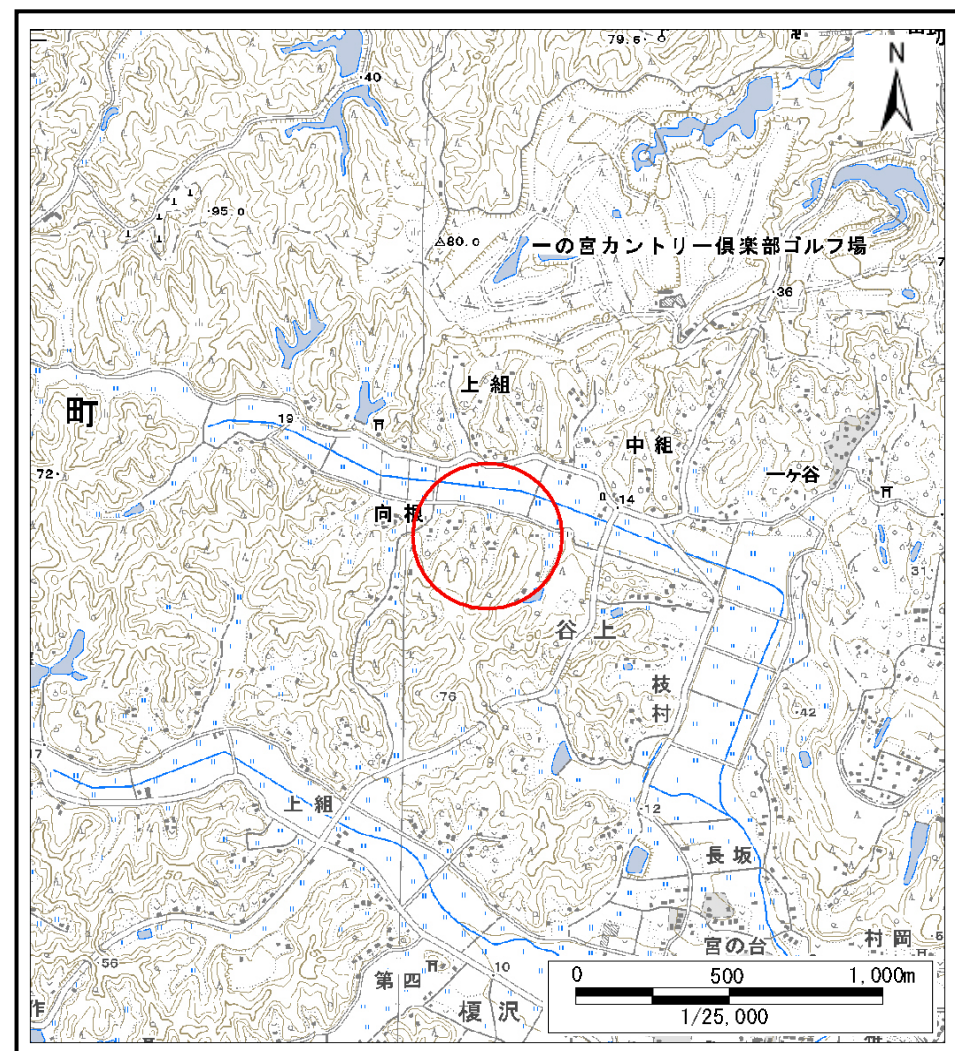 79.6
N
40
95.0
80.0
一の宮カントリー倶楽部ゴルフ場
36
上組
町
19
中組
一ヶ谷
72
向根
14
31
谷上
76
枝村
42
17
上組
12
長坂
50
56
宮の台
村岡
第四
10
榎沢
作
0 500 1,000m
1/25,000